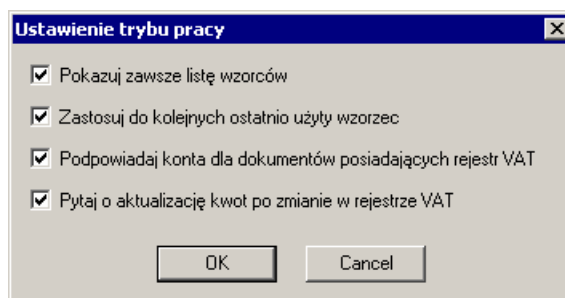 Ustawienie trybu pracy
Pokazuj zawsze listę wzorców
Zastosuj do kolejnych ostatnio użyty wzorzec
Podpowiadaj konta dla dokumentów posiadających rejestr VAT
Pytaj o aktualizację kwot po zmianie w rejestrze VAT
OK Cancel